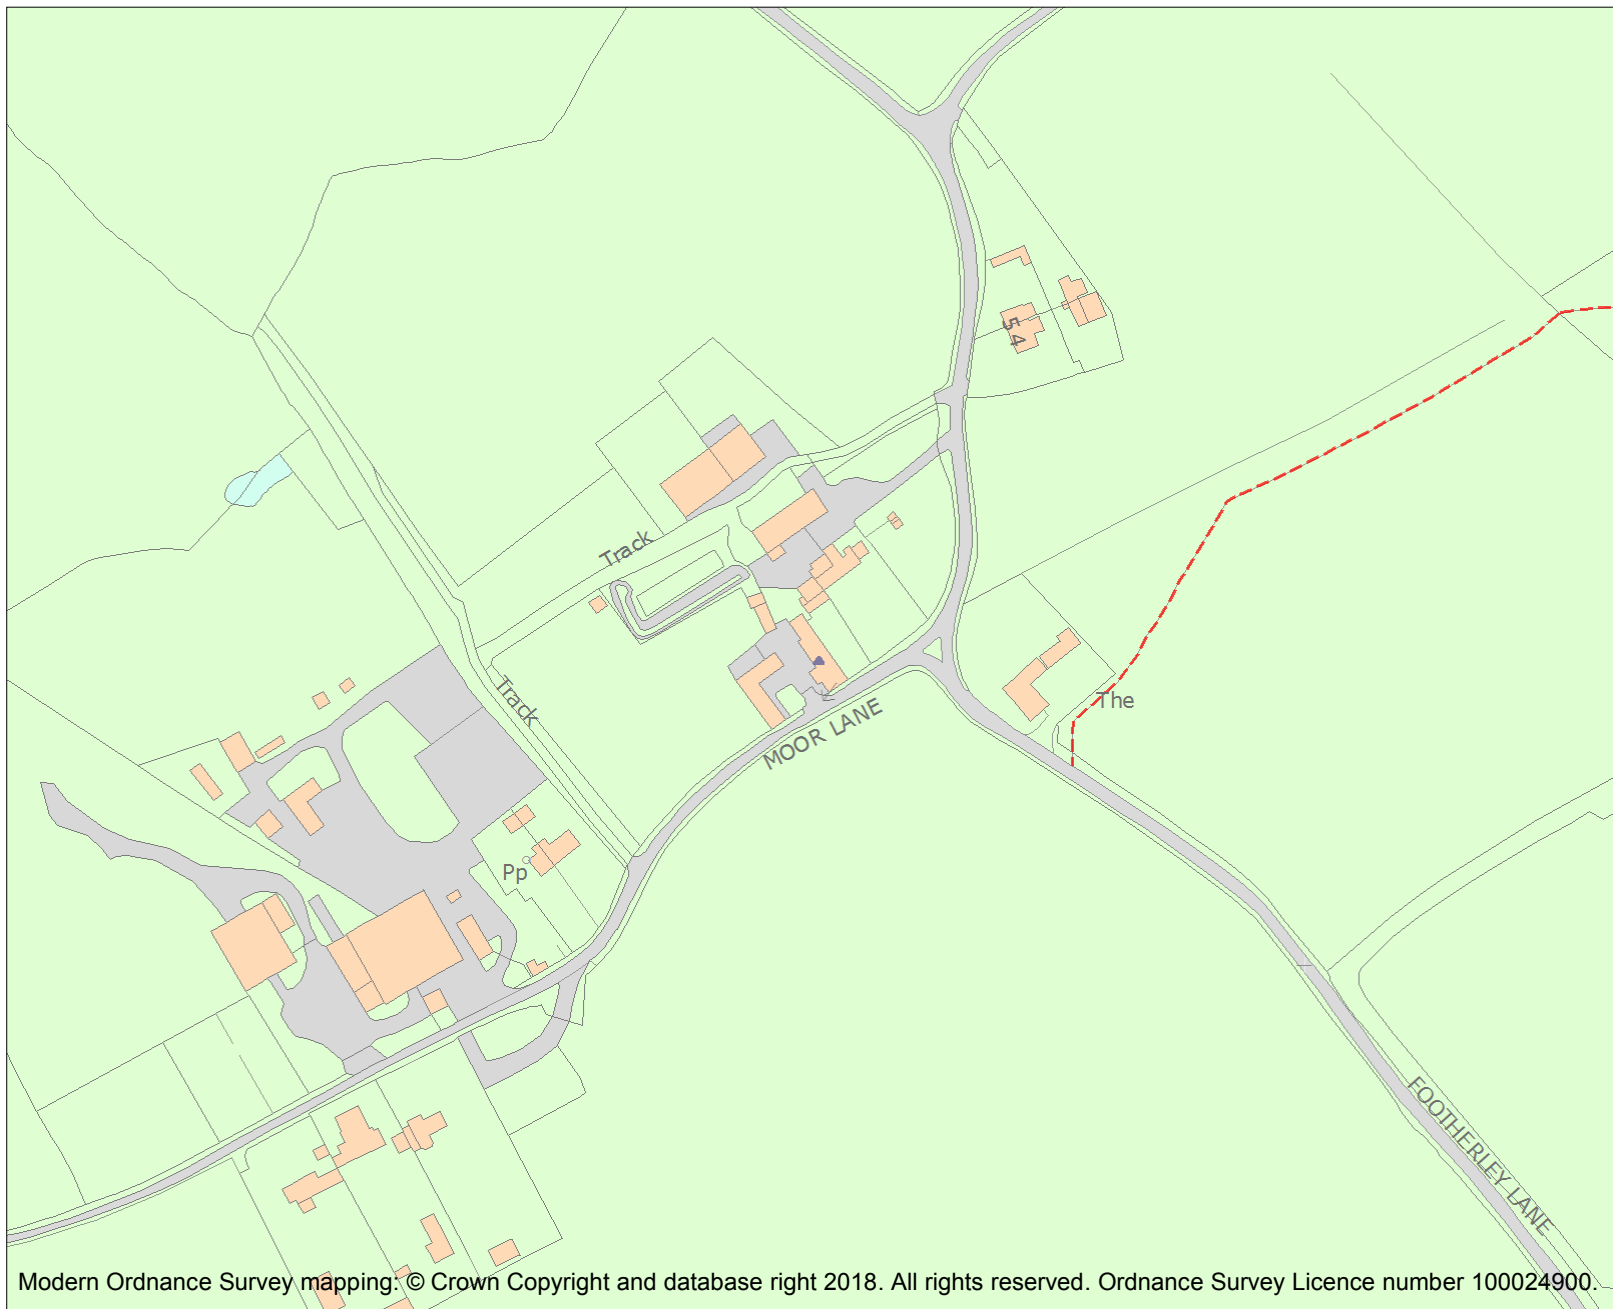 54
Track
Track
The
MOOR LANE
Pp
FOOTHERLEY LANE
Modern Ordnance Survey mapping: © Crown Copyright and database right 2018. All rights reserved. Ordnance Survey Licence number 100024900.